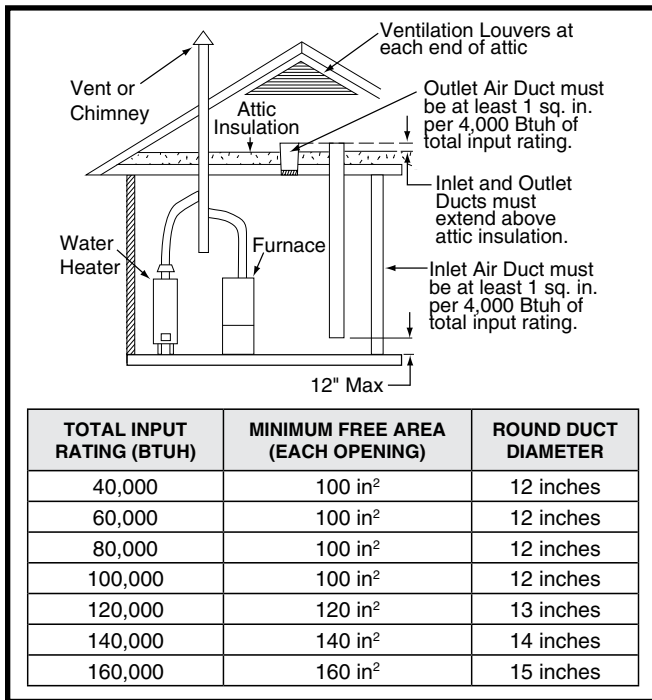 Ventilation Louvers at
each end of attic
Vent or
Chimney
Attic
Insulation
Outlet Air Duct must
be at least 1 sq. in.
per 4,000 Btuh of
total input rating.
Inlet and Outlet
Ducts must
extend above
attic insulation.
Water
Heater
Furnace
Inlet Air Duct must
be at least 1 sq. in.
per 4,000 Btuh of
total input rating.
12" Max
TOTAL INPUT MINIMUM FREE AREA ROUND DUCT
RATING (BTUH) (EACH OPENING) DIAMETER
40,000 100 in² 12 inches
60,000 100 in² 12 inches
80,000 100 in² 12 inches
100,000 100 in² 12 inches
120,000 120 in² 13 inches
140,000 140 in² 14 inches
160,000 160 in² 15 inches